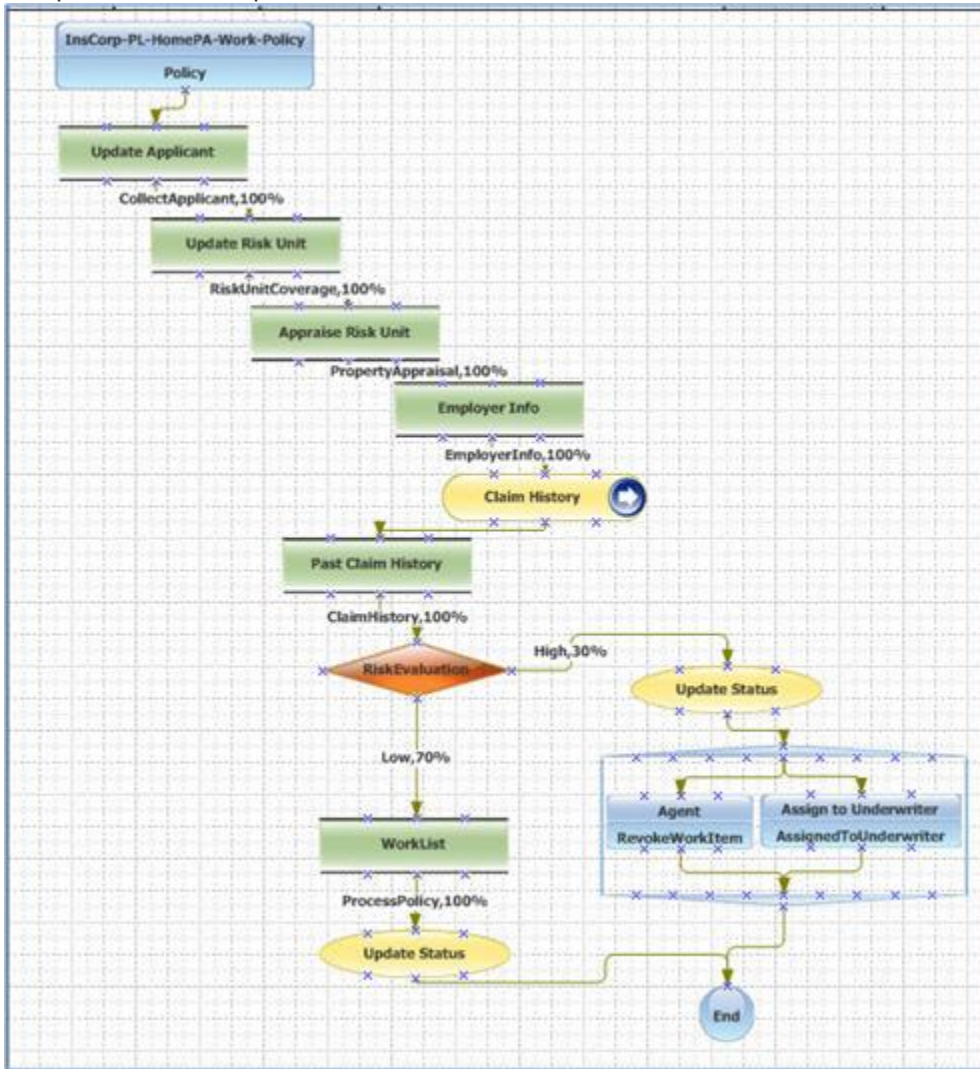 InsCorp-PL-HomePA-Work-Policy
Policy
Update Applicant
CollectApplicant,100%
Update Risk Unit
RiskUnitCoverage,100%
Appraise Risk Unit
PropertyAppraisal,100%
Employer Info
EmployerInfo,100%
Claim History
Past Claim History
ClaimHistory,100%
High,30%
RiskEvaluation
Update Status
Low,70%
Agent
RevokeWorkItem
Assign to Underwriter
AssignedToUnderwriter
WorkList
ProcessPolicy,100%
Update Status
End